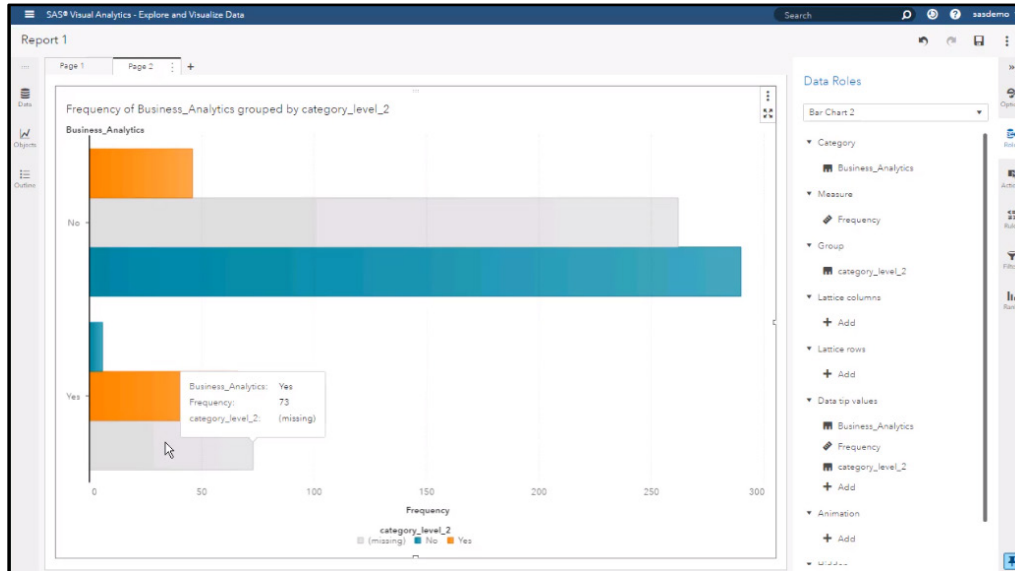 SAS® Visual Analytics - Explore and Visualize Data
Search
sasdemo
Report 1
Page 1
Page 2
Data
Objects
Outline
Frequency of Business_Analytics grouped by category_level_2
Business_Analytics
No
Yes
Business_Analytics: Yes
Frequency: 73
category_level_2: (missing)
0 50 100 150 200 250 300
Frequency
category_level_2
(missing) No Yes
Data Roles
Bar Chart 2
Category
Business_Analytics
Measure
Frequency
Group
category_level_2
Lattice columns
+ Add
Lattice rows
+ Add
Data tip values
Business_Analytics
Frequency
category_level_2
+ Add
Animation
+ Add
Hidden